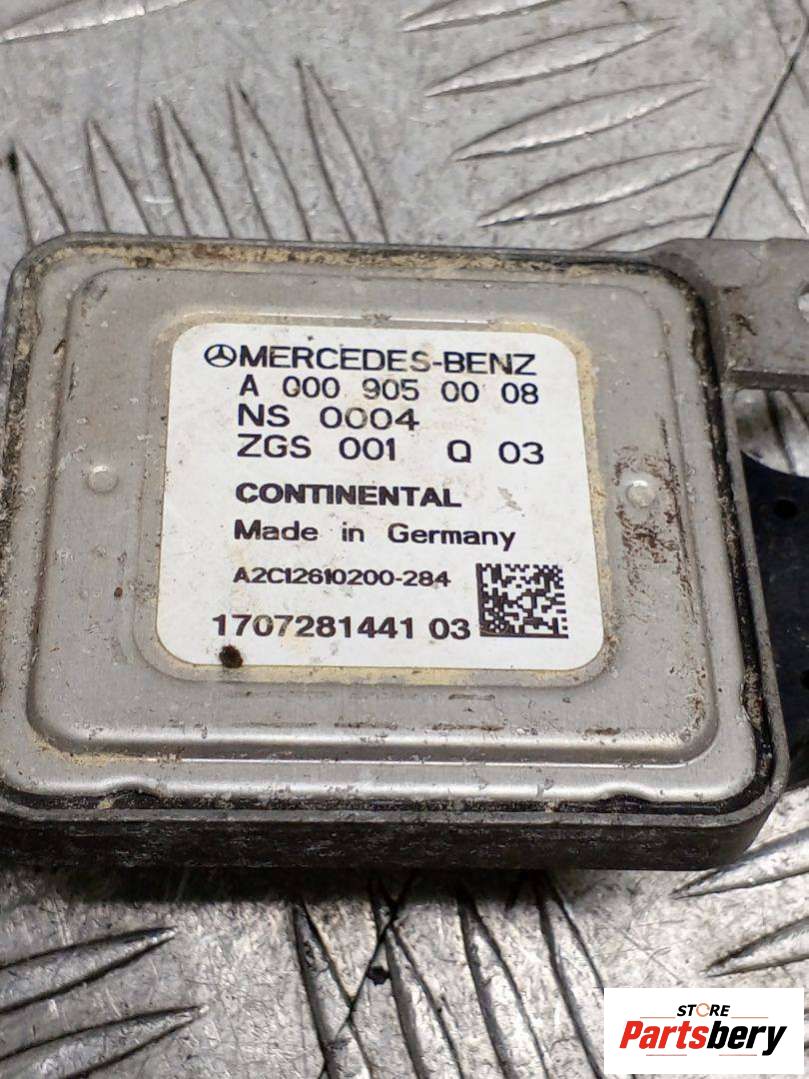 MERCEDES-BENZ
A 000 905 00 08
NS 0004
ZGS 001 Q 03
CONTINENTAL
Made in Germany
A2C12610200-284
1707281441 03
STORE
Partsbery